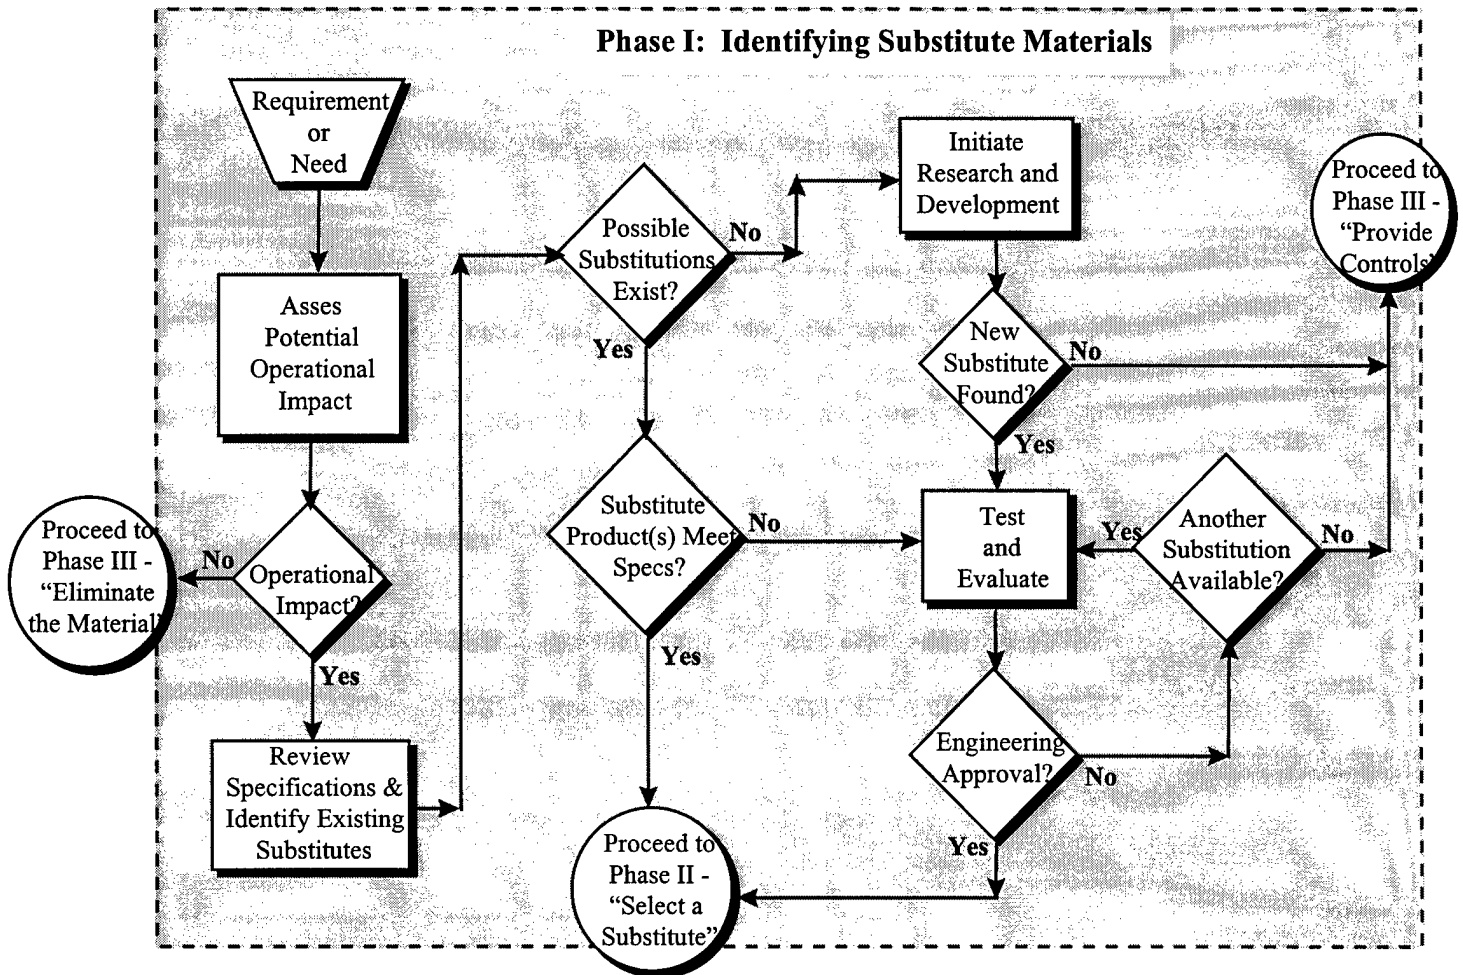 Phase I: Identifying Substitute Materials
Requirement
or
Need
Asses
Potential
Operational
Impact
Operational
Impact?
No
Proceed to
Phase III -
“Eliminate
the Material”
Yes
Review
Specifications &
Identify Existing
Substitutes
Possible
Substitutions
Exist?
No
Yes
Initiate
Research and
Development
New
Substitute
Found?
No
Yes
Proceed to
Phase III -
“Provide
Controls”
Substitute
Product(s) Meet
Specs?
No
Yes
Test
and
Evaluate
Yes
Another
Substitution
Available?
No
Engineering
Approval?
No
Yes
Proceed to
Phase II -
“Select a
Substitute”